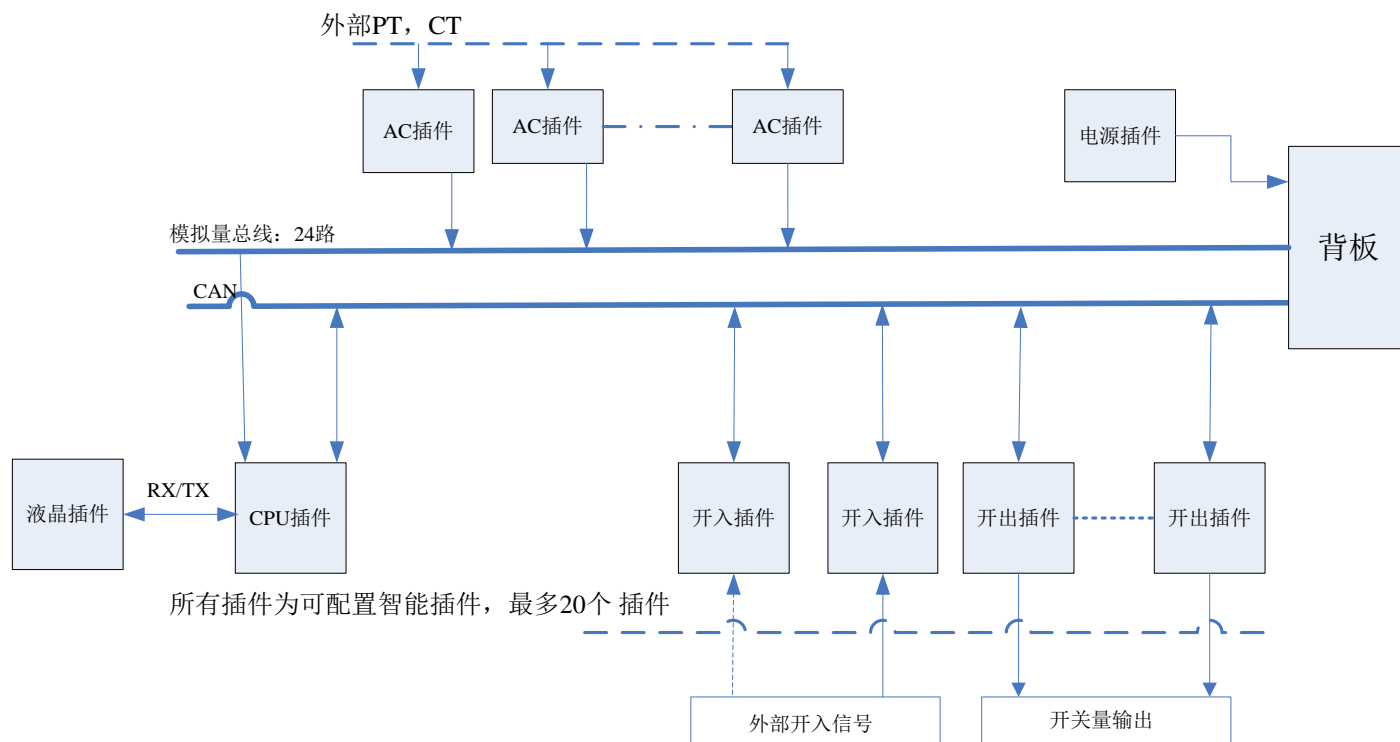 外部PT，CT
AC插件
AC插件
AC插件
电源插件
模拟量总线：24路
背板
CAN
RX/TX
液晶插件
CPU插件
开入插件
开入插件
开出插件
开出插件
所有插件为可配置智能插件，最多20个 插件
外部开入信号
开关量输出